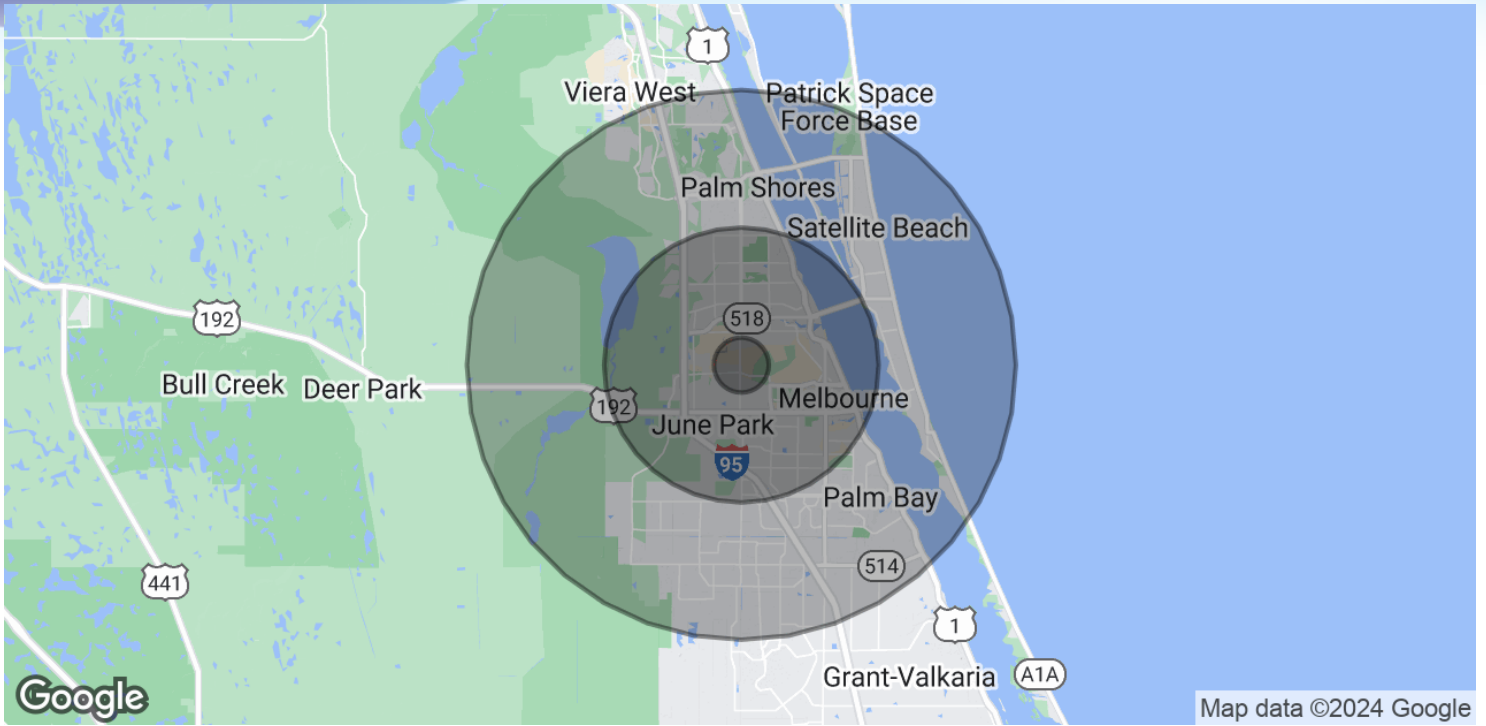 1
Viera West
Patrick Space
Force Base
Palm Shores
Satellite Beach
192
518
Bull Creek
Deer Park
192
Melbourne
June Park
95
Palm Bay
514
441
1
Grant-Valkaria
A1A
Google
Map data ©2024 Google